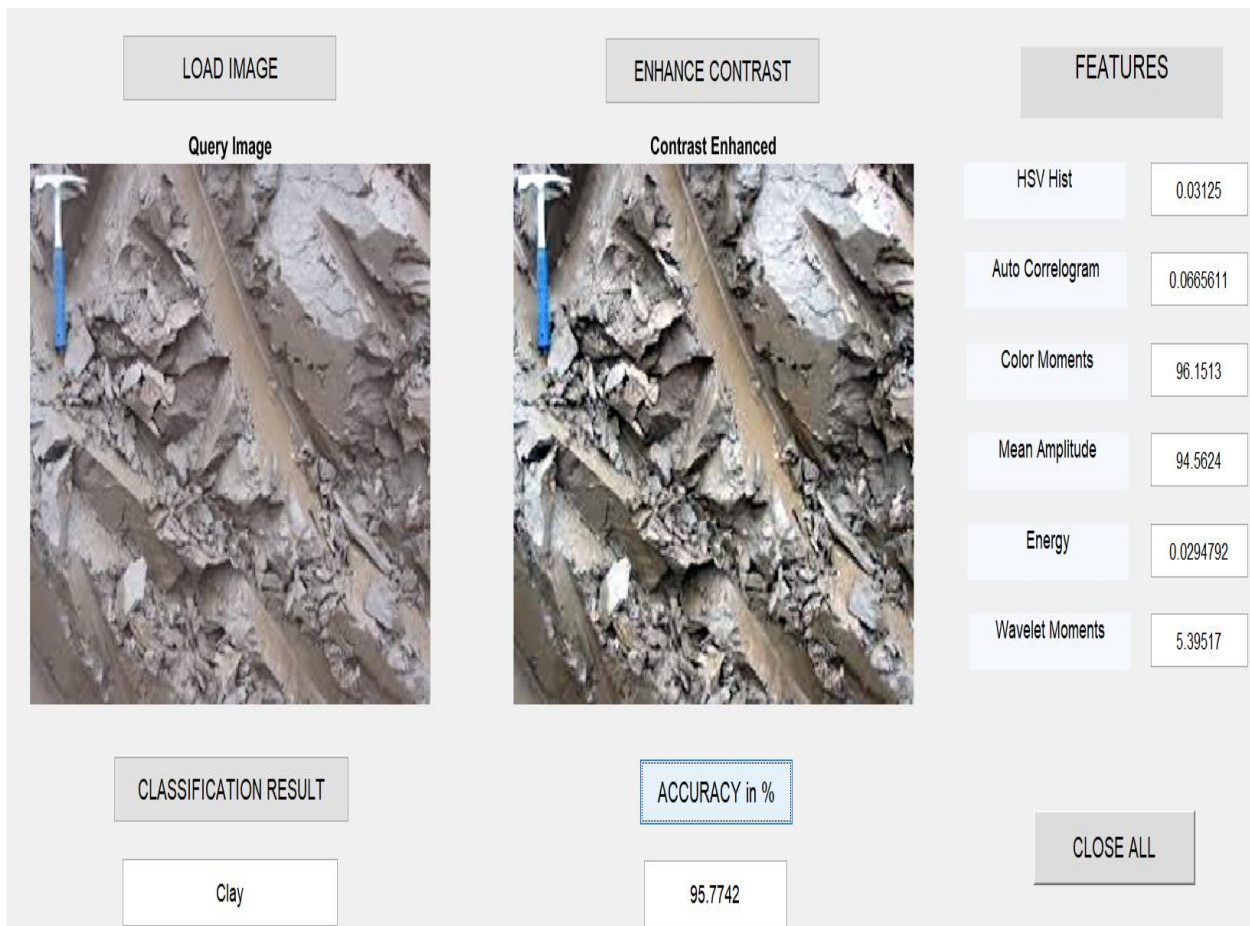 LOAD IMAGE
ENHANCE CONTRAST
FEATURES
Query Image
Contrast Enhanced
HSV Hist
0.03125
Auto Correlogram
0.0665611
Color Moments
96.1513
Mean Amplitude
94.5624
Energy
0.0294792
Wavelet Moments
5.39517
CLASSIFICATION RESULT
ACCURACY in %
CLOSE ALL
Clay
95.7742